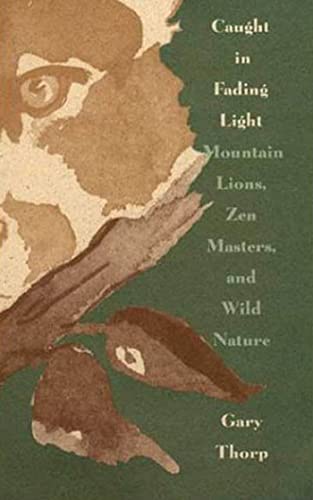 Caught
in
Fading
Light
Mountain
Lions,
Zen
Masters,
and
Wild
Nature
Gary
Thorp